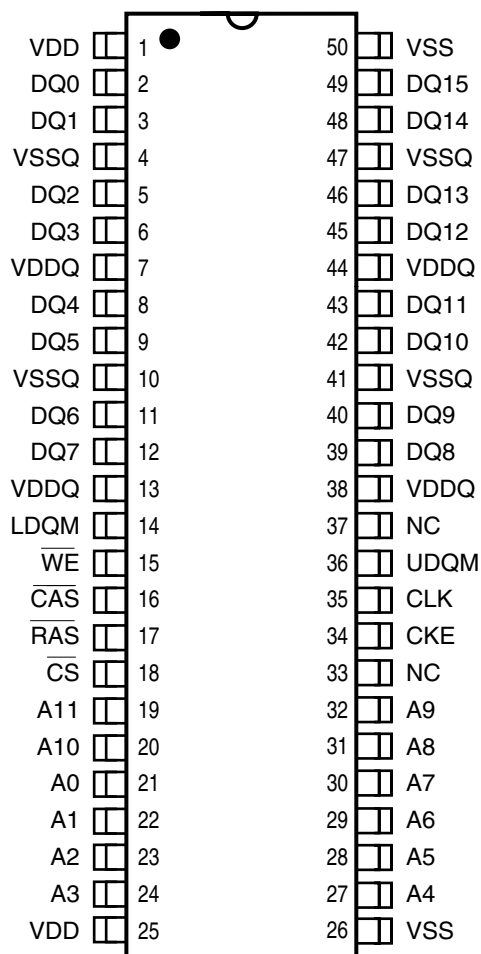 VDD 1 50 VSS
DQ0 2 49 DQ15
DQ1 3 48 DQ14
VSSQ 4 47 VSSQ
DQ2 5 46 DQ13
DQ3 6 45 DQ12
VDDQ 7 44 VDDQ
DQ4 8 43 DQ11
DQ5 9 42 DQ10
VSSQ 10 41 VSSQ
DQ6 11 40 DQ9
DQ7 12 39 DQ8
VDDQ 13 38 VDDQ
LDQM 14 37 NC
W̅E̅ 15 36 UDQM
C̅A̅S̅ 16 35 CLK
R̅A̅S̅ 17 34 CKE
C̅S̅ 18 33 NC
A11 19 32 A9
A10 20 31 A8
A0 21 30 A7
A1 22 29 A6
A2 23 28 A5
A3 24 27 A4
VDD 25 26 VSS